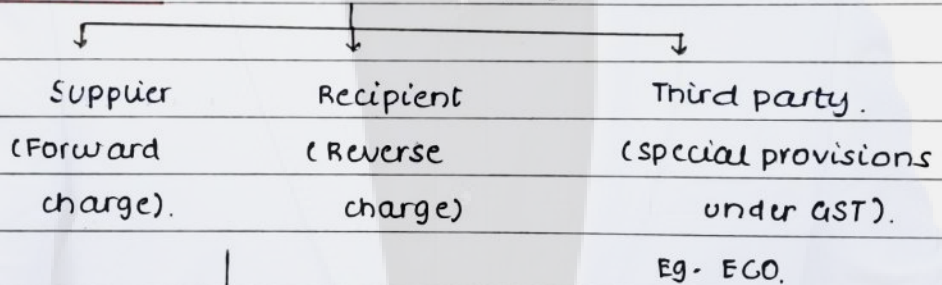 Supplier Recipient Third party.
(Forward (Reverse (special provisions
charge). charge) under GST).
Eg. ECO.